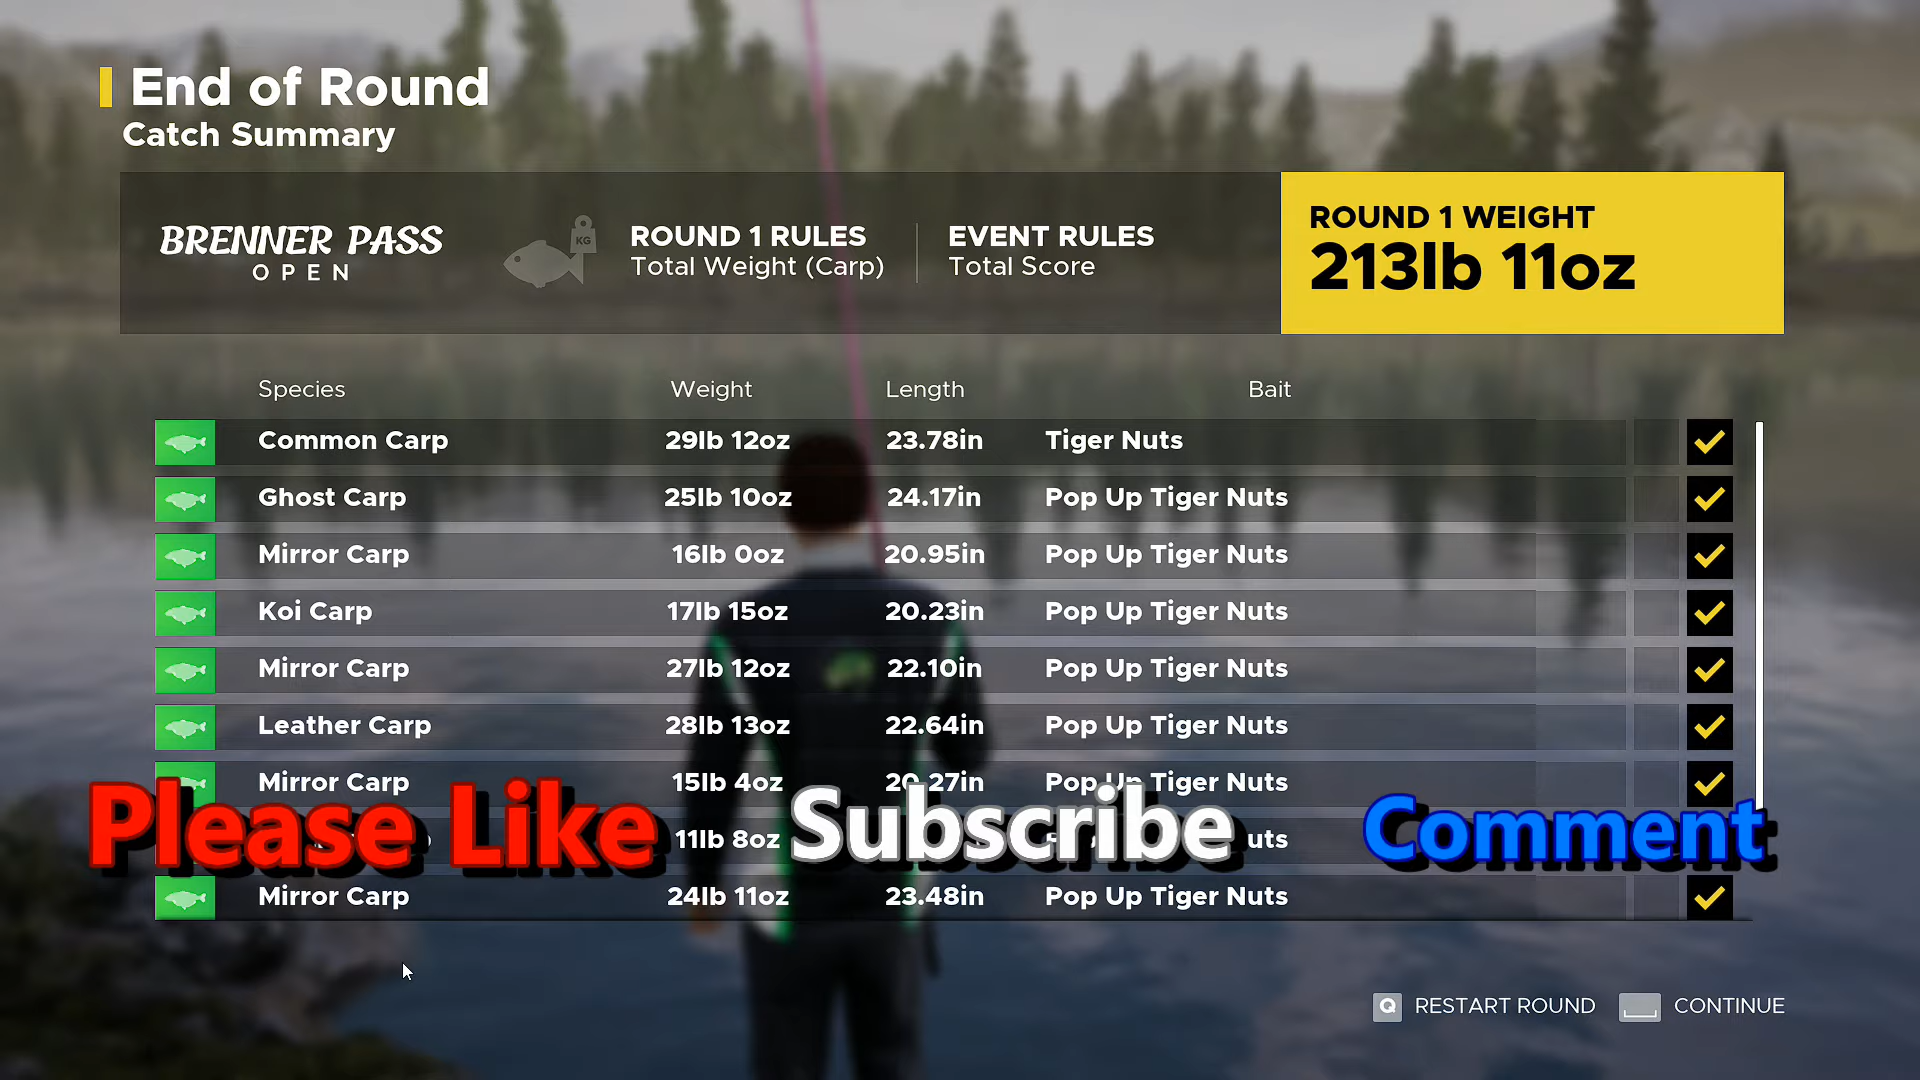 End of Round
Catch Summary
BRENNER PASS
OPEN
KG
ROUND 1 RULES
Total Weight (Carp)
EVENT RULES
Total Score
ROUND 1 WEIGHT
213lb 11oz
Species Weight Length Bait
Common Carp 29lb 12oz 23.78in Tiger Nuts
Ghost Carp 25lb 10oz 24.17in Pop Up Tiger Nuts
Mirror Carp 16lb 0oz 20.95in Pop Up Tiger Nuts
Koi Carp 17lb 15oz 20.23in Pop Up Tiger Nuts
Mirror Carp 27lb 12oz 22.10in Pop Up Tiger Nuts
Leather Carp 28lb 13oz 22.64in Pop Up Tiger Nuts
Mirror Carp 15lb 4oz 20.27in Pop Up Tiger Nuts
11lb 8oz
Please Like Subscribe Comment
Mirror Carp 24lb 11oz 23.48in Pop Up Tiger Nuts
Q RESTART ROUND CONTINUE